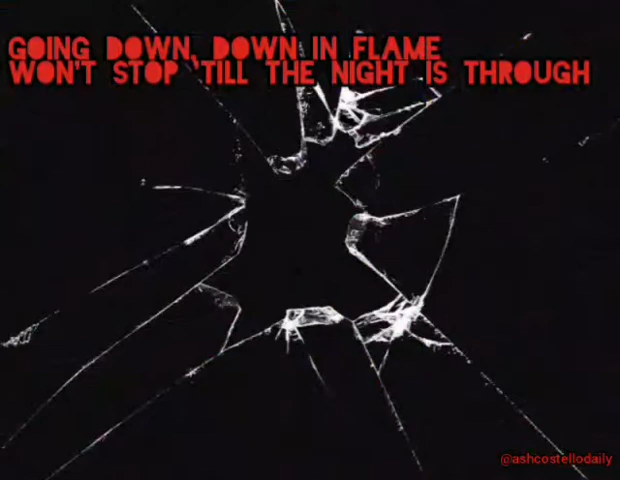 GOING DOWN, DOWN IN FLAME
WON'T STOP 'TILL THE NIGHT IS THROUGH
@ashcostellodaily